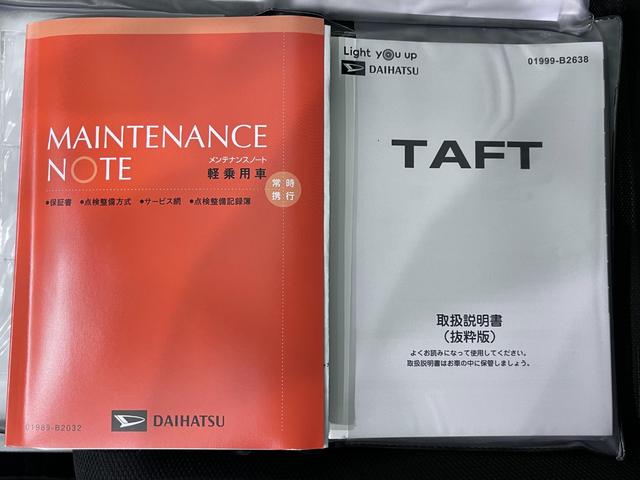 MAINTENANCE
NOTE
メンテナンスノート
軽乗用車
常時
携行
●保証書 ●点検整備方式 ●サービス網 ●点検整備記録簿
01989-B2032
DAIHATSU
Light you up
DAIHATSU
01999-B2638
TAFT
取扱説明書
（抜粋版）
よくお読みになって使用してください。
取扱説明書はお車の中に保管しましょう。